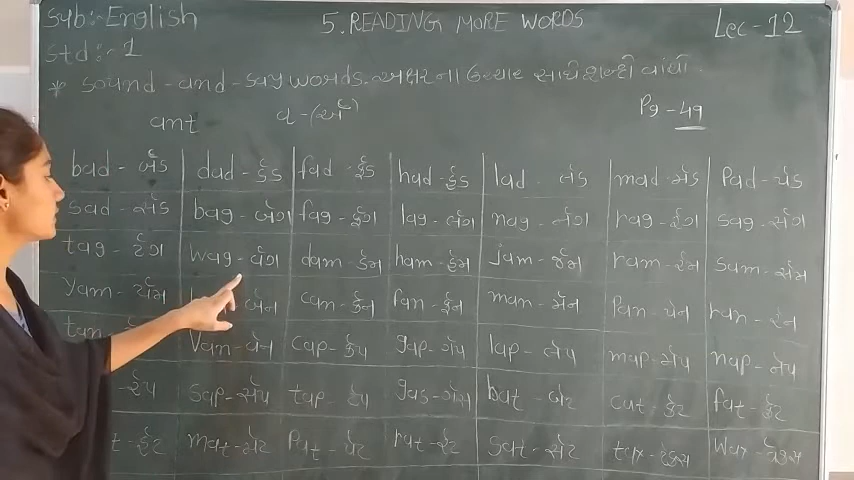 Sub:- English 5. READING MORE WORDS Lec - 12
Std :- 1
* sound - and - say words. અક્ષરના ઉચ્ચાર સાથે શબ્દો વાંચો.
ant a - (ઍ) Pg - 49
bad - બૅડ dad - ડૅડ fad - ફૅડ had - હૅડ lad - લૅડ mad - મૅડ Pad - પૅડ
sad - સૅડ bag - બૅગ fag - ફૅગ lag - લૅગ nag - નૅગ rag - રૅગ sag - સૅગ
tag - ટૅગ wag - વૅગ dam - ડૅમ ham - હૅમ jam - જૅમ ram - રૅમ sam - સૅમ
yam - યૅમ બૅન can - કૅન fan - ફૅન man - મૅન Pan - પૅન ran - રૅન
tan Van - વૅન cap - કૅપ gap - ગૅપ lap - લૅપ map - મૅપ nap - નૅપ
- હૅપ sap - સૅપ tap - ટૅપ gas - ગૅસ bat - બૅટ cat - કૅટ fat - ફૅટ
t - હૅટ mat - મૅટ Pat - પૅટ rat - રૅટ sat - સૅટ tax - ટૅક્સ Wax - વૅક્સ